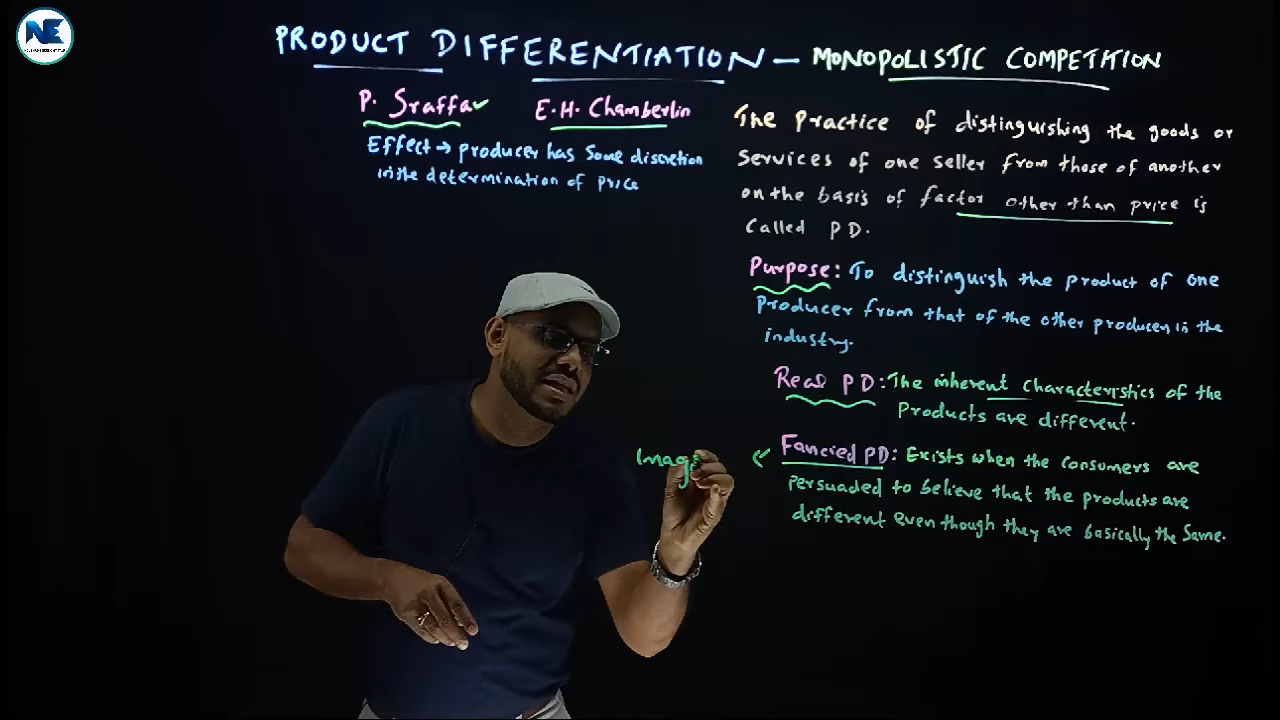 NE
PRODUCT DIFFERENTIATION - MONOPOLISTIC COMPETITION
P. Sraffa✓ E.H. Chamberlin
Effect → producer has some discretion
in the determination of price
The Practice of distinguishing the goods or
services of one seller from those of another
on the basis of factor other than price is
called PD.
Purpose: To distinguish the product of one
Producer from that of the other producer in the
industry.
Real PD: The inherent characteristics of the
Products are different.
Imag
Fancied PD: Exists when the consumers are
persuaded to believe that the products are
different even though they are basically the same.